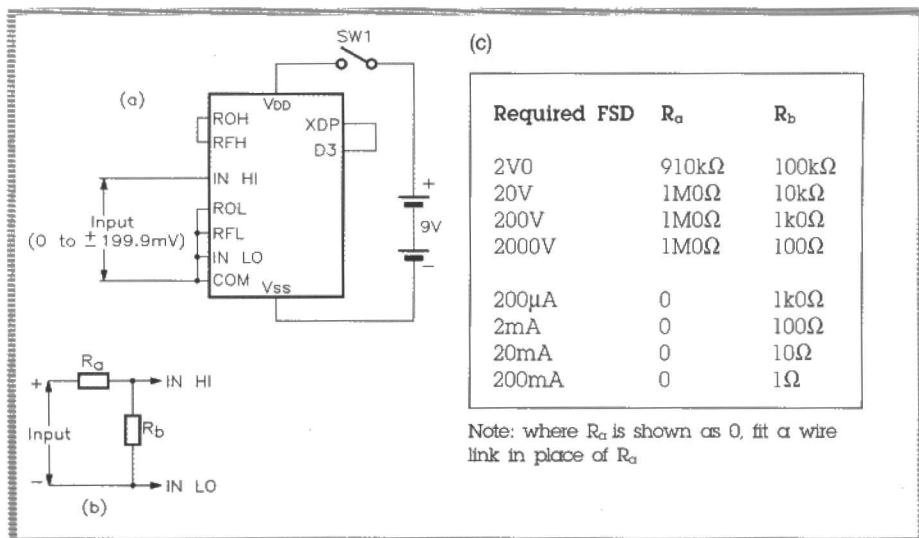 (a)
SW1
VDD
ROH
RFH
XDP
D3
IN HI
Input
(0 to ±199.9mV)
ROL
RFL
IN LO
COM
VSS
+
9V
−
Ra
+
IN HI
Input
Rb
−
IN LO
(b)
(c)
Required FSD Ra Rb
2V0 910kΩ 100kΩ
20V 1M0Ω 10kΩ
200V 1M0Ω 1k0Ω
2000V 1M0Ω 100Ω
200µA 0 1k0Ω
2mA 0 100Ω
20mA 0 10Ω
200mA 0 1Ω
Note: where Ra is shown as 0, fit a wire
link in place of Ra